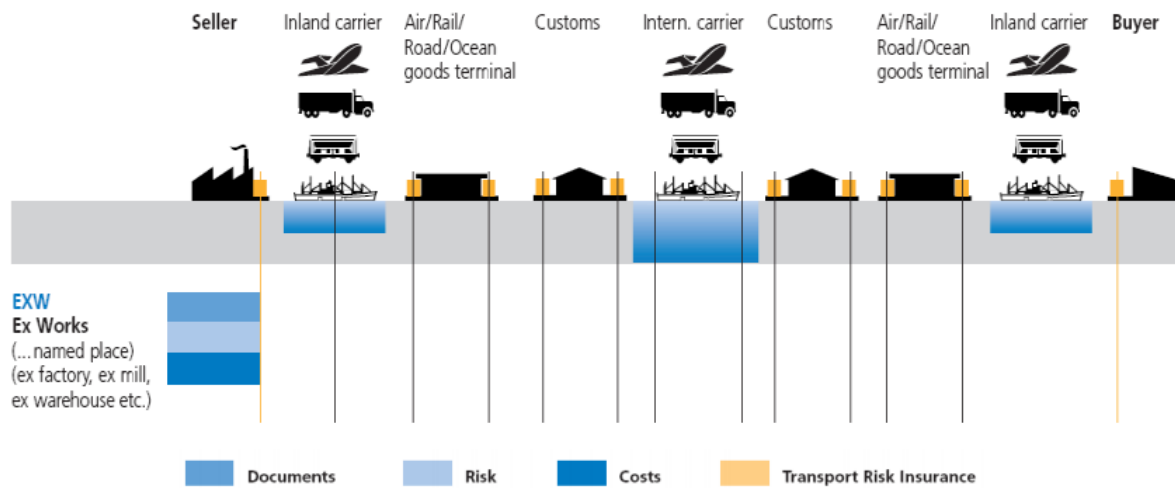 Seller
Inland carrier
Air/Rail/
Road/Ocean
goods terminal
Customs
Intern. carrier
Customs
Air/Rail/
Road/Ocean
goods terminal
Inland carrier
Buyer
EXW
Ex Works
(...named place)
(ex factory, ex mill,
ex warehouse etc.)
Documents
Risk
Costs
Transport Risk Insurance